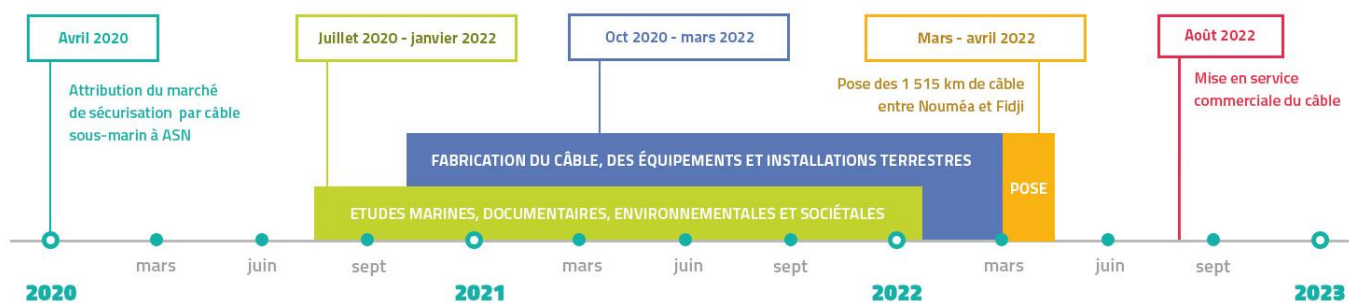 Avril 2020
Juillet 2020 - janvier 2022
Oct 2020 - mars 2022
Mars - avril 2022
Août 2022
Attribution du marché
de sécurisation par câble
sous-marin à ASN
Pose des 1 515 km de câble
entre Nouméa et Fidji
Mise en service
commerciale du câble
FABRICATION DU CÂBLE, DES ÉQUIPEMENTS ET INSTALLATIONS TERRESTRES
POSE
ETUDES MARINES, DOCUMENTAIRES, ENVIRONNEMENTALES ET SOCIÉTALES
mars juin sept mars juin sept mars juin sept
2020 2021 2022 2023